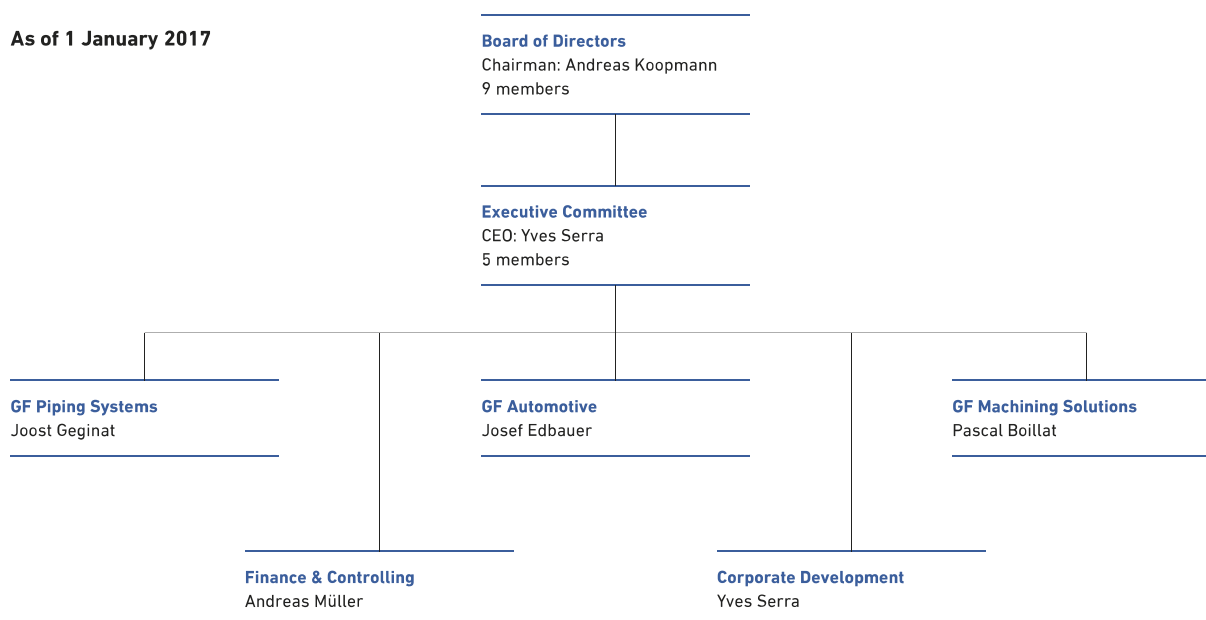 As of 1 January 2017
Board of Directors
Chairman: Andreas Koopmann
9 members
Executive Committee
CEO: Yves Serra
5 members
GF Piping Systems
Joost Geginat
GF Automotive
Josef Edbauer
GF Machining Solutions
Pascal Boillat
Finance & Controlling
Andreas Müller
Corporate Development
Yves Serra